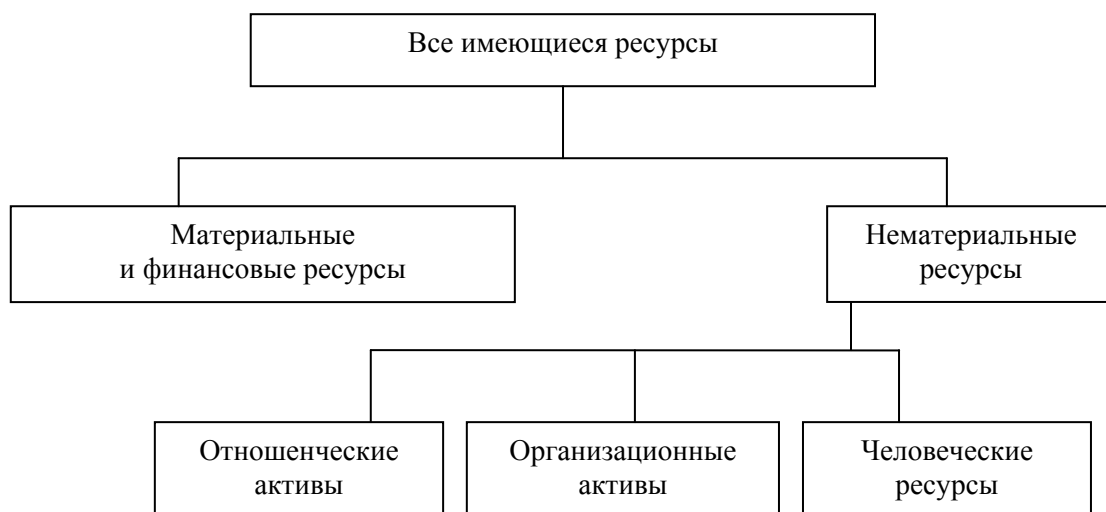 Все имеющиеся ресурсы
Материальные
и финансовые ресурсы
Нематериальные
ресурсы
Отношенческие
активы
Организационные
активы
Человеческие
ресурсы